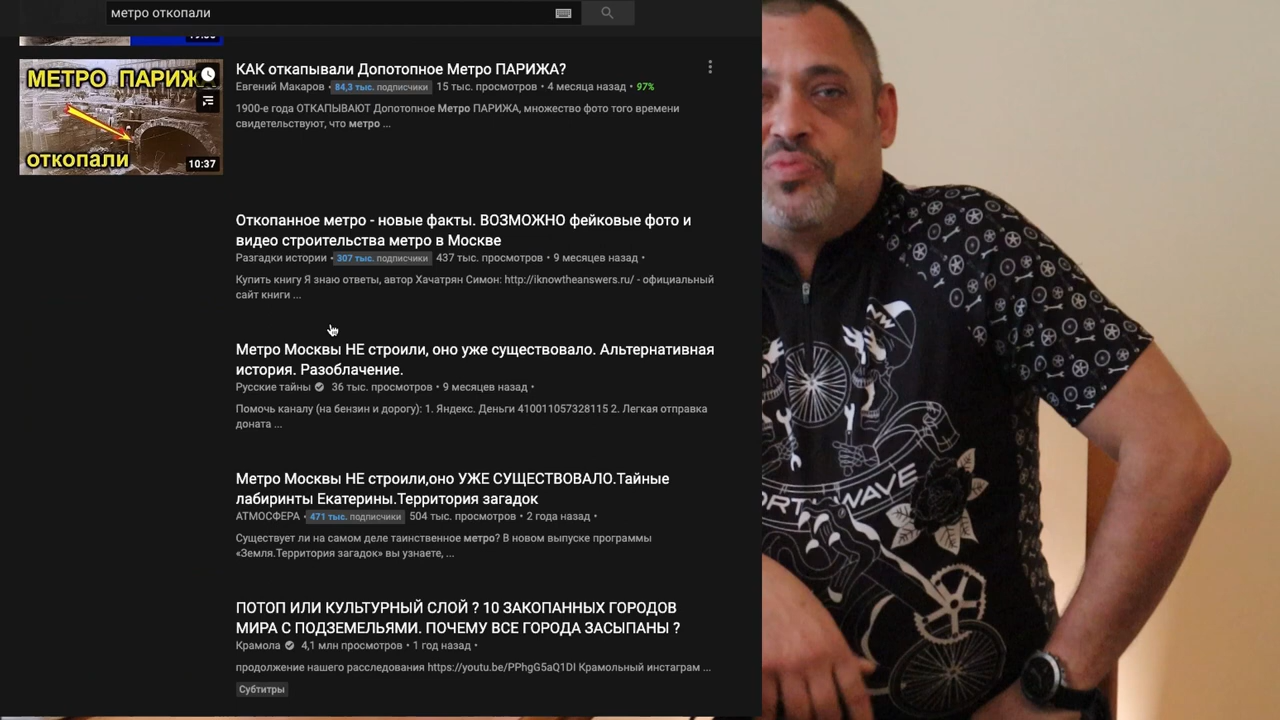 метро откопали
МЕТРО ПАРИЖ
откопали
10:37
КАК откапывали Допотопное Метро ПАРИЖА?
Евгений Макаров • 84,3 тыс. подписчики 15 тыс. просмотров • 4 месяца назад • 97%
1900-е года ОТКАПЫВАЮТ Допотопное Метро ПАРИЖА, множество фото того времени
свидетельствуют, что метро ...
Откопанное метро - новые факты. ВОЗМОЖНО фейковые фото и
видео строительства метро в Москве
Разгадки истории • 307 тыс. подписчики 437 тыс. просмотров • 9 месяцев назад •
Купить книгу Я знаю ответы, автор Хачатрян Симон: http://iknowtheanswers.ru/ - официальный
сайт книги ...
Метро Москвы НЕ строили, оно уже существовало. Альтернативная
история. Разоблачение.
Русские тайны 36 тыс. просмотров • 9 месяцев назад •
Помочь каналу (на бензин и дорогу): 1. Яндекс. Деньги 410011057328115 2. Легкая отправка
доната ...
Метро Москвы НЕ строили,оно УЖЕ СУЩЕСТВОВАЛО.Тайные
лабиринты Екатерины.Территория загадок
АТМОСФЕРА • 471 тыс. подписчики 504 тыс. просмотров • 2 года назад •
Существует ли на самом деле таинственное метро? В новом выпуске программы
«Земля.Территория загадок» вы узнаете, ...
ПОТОП ИЛИ КУЛЬТУРНЫЙ СЛОЙ ? 10 ЗАКОПАННЫХ ГОРОДОВ
МИРА С ПОДЗЕМЕЛЬЯМИ. ПОЧЕМУ ВСЕ ГОРОДА ЗАСЫПАНЫ ?
Крамола 4,1 млн просмотров • 1 год назад •
продолжение нашего расследования https://youtu.be/PPhgG5aQ1DI Крамольный инстаграм ...
Субтитры
NW
ORTHWAVE